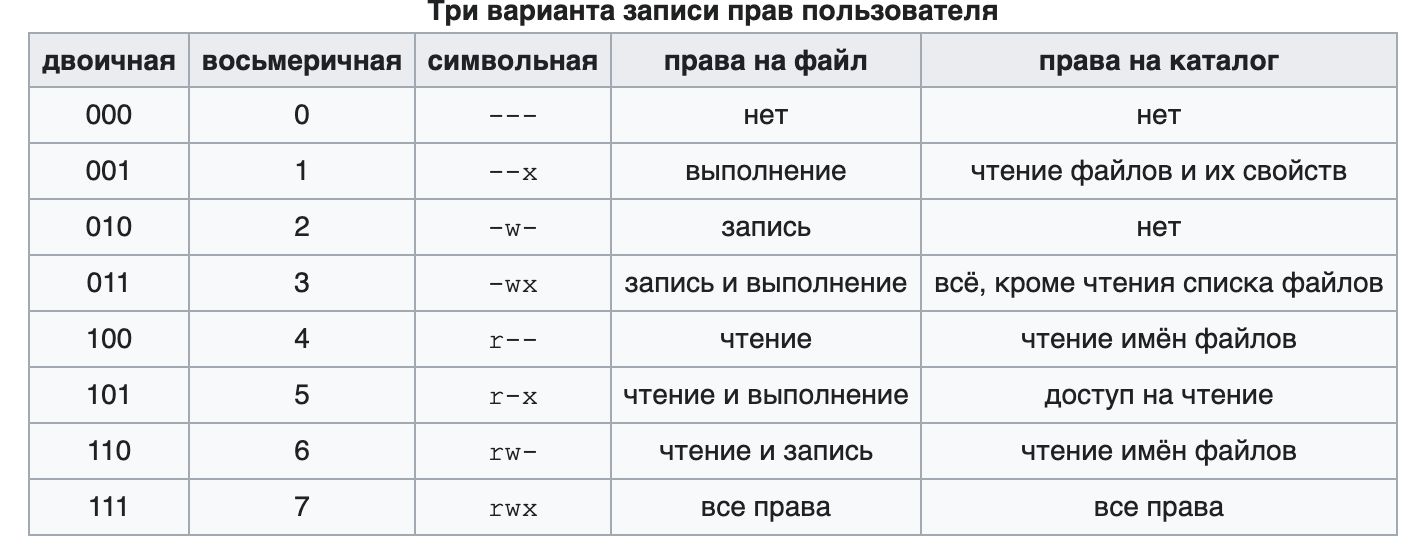 Три варианта записи прав пользователя
двоичная восьмеричная символьная права на файл права на каталог
000 0 --- нет нет
001 1 --x выполнение чтение файлов и их свойств
010 2 -w- запись нет
011 3 -wx запись и выполнение всё, кроме чтения списка файлов
100 4 r-- чтение чтение имён файлов
101 5 r-x чтение и выполнение доступ на чтение
110 6 rw- чтение и запись чтение имён файлов
111 7 rwx все права все права